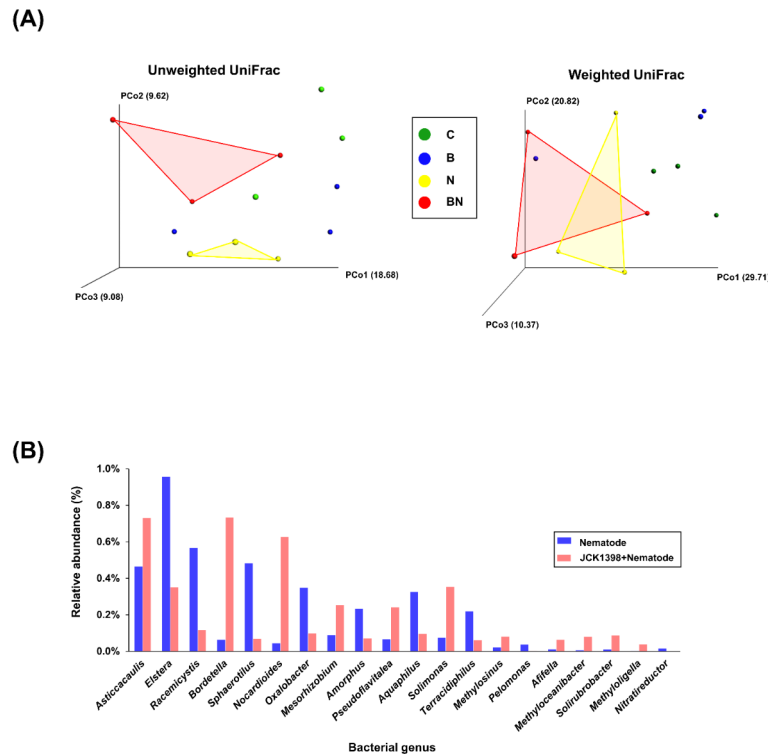 (A)
Unweighted UniFrac
Weighted UniFrac
PCo2 (9.62)
PCo1 (18.68)
PCo3 (9.08)
C
B
N
BN
PCo2 (20.82)
PCo1 (29.71)
PCo3 (10.37)
(B)
Relative abundance (%)
1.0%
0.8%
0.6%
0.4%
0.2%
0.0%
Nematode
JCK1398+Nematode
Asticcacaulis
Elstera
Racemicystis
Bordetella
Sphaerotilus
Nocardioides
Oxalobacter
Mesorhizobium
Amorphus
Pseudoflavitalea
Aquaphilus
Solimonas
Terracidiphilus
Methylosinus
Pelomonas
Afifella
Methyloceanibacter
Solirubrobacter
Methyloligella
Nitratireductor
Bacterial genus